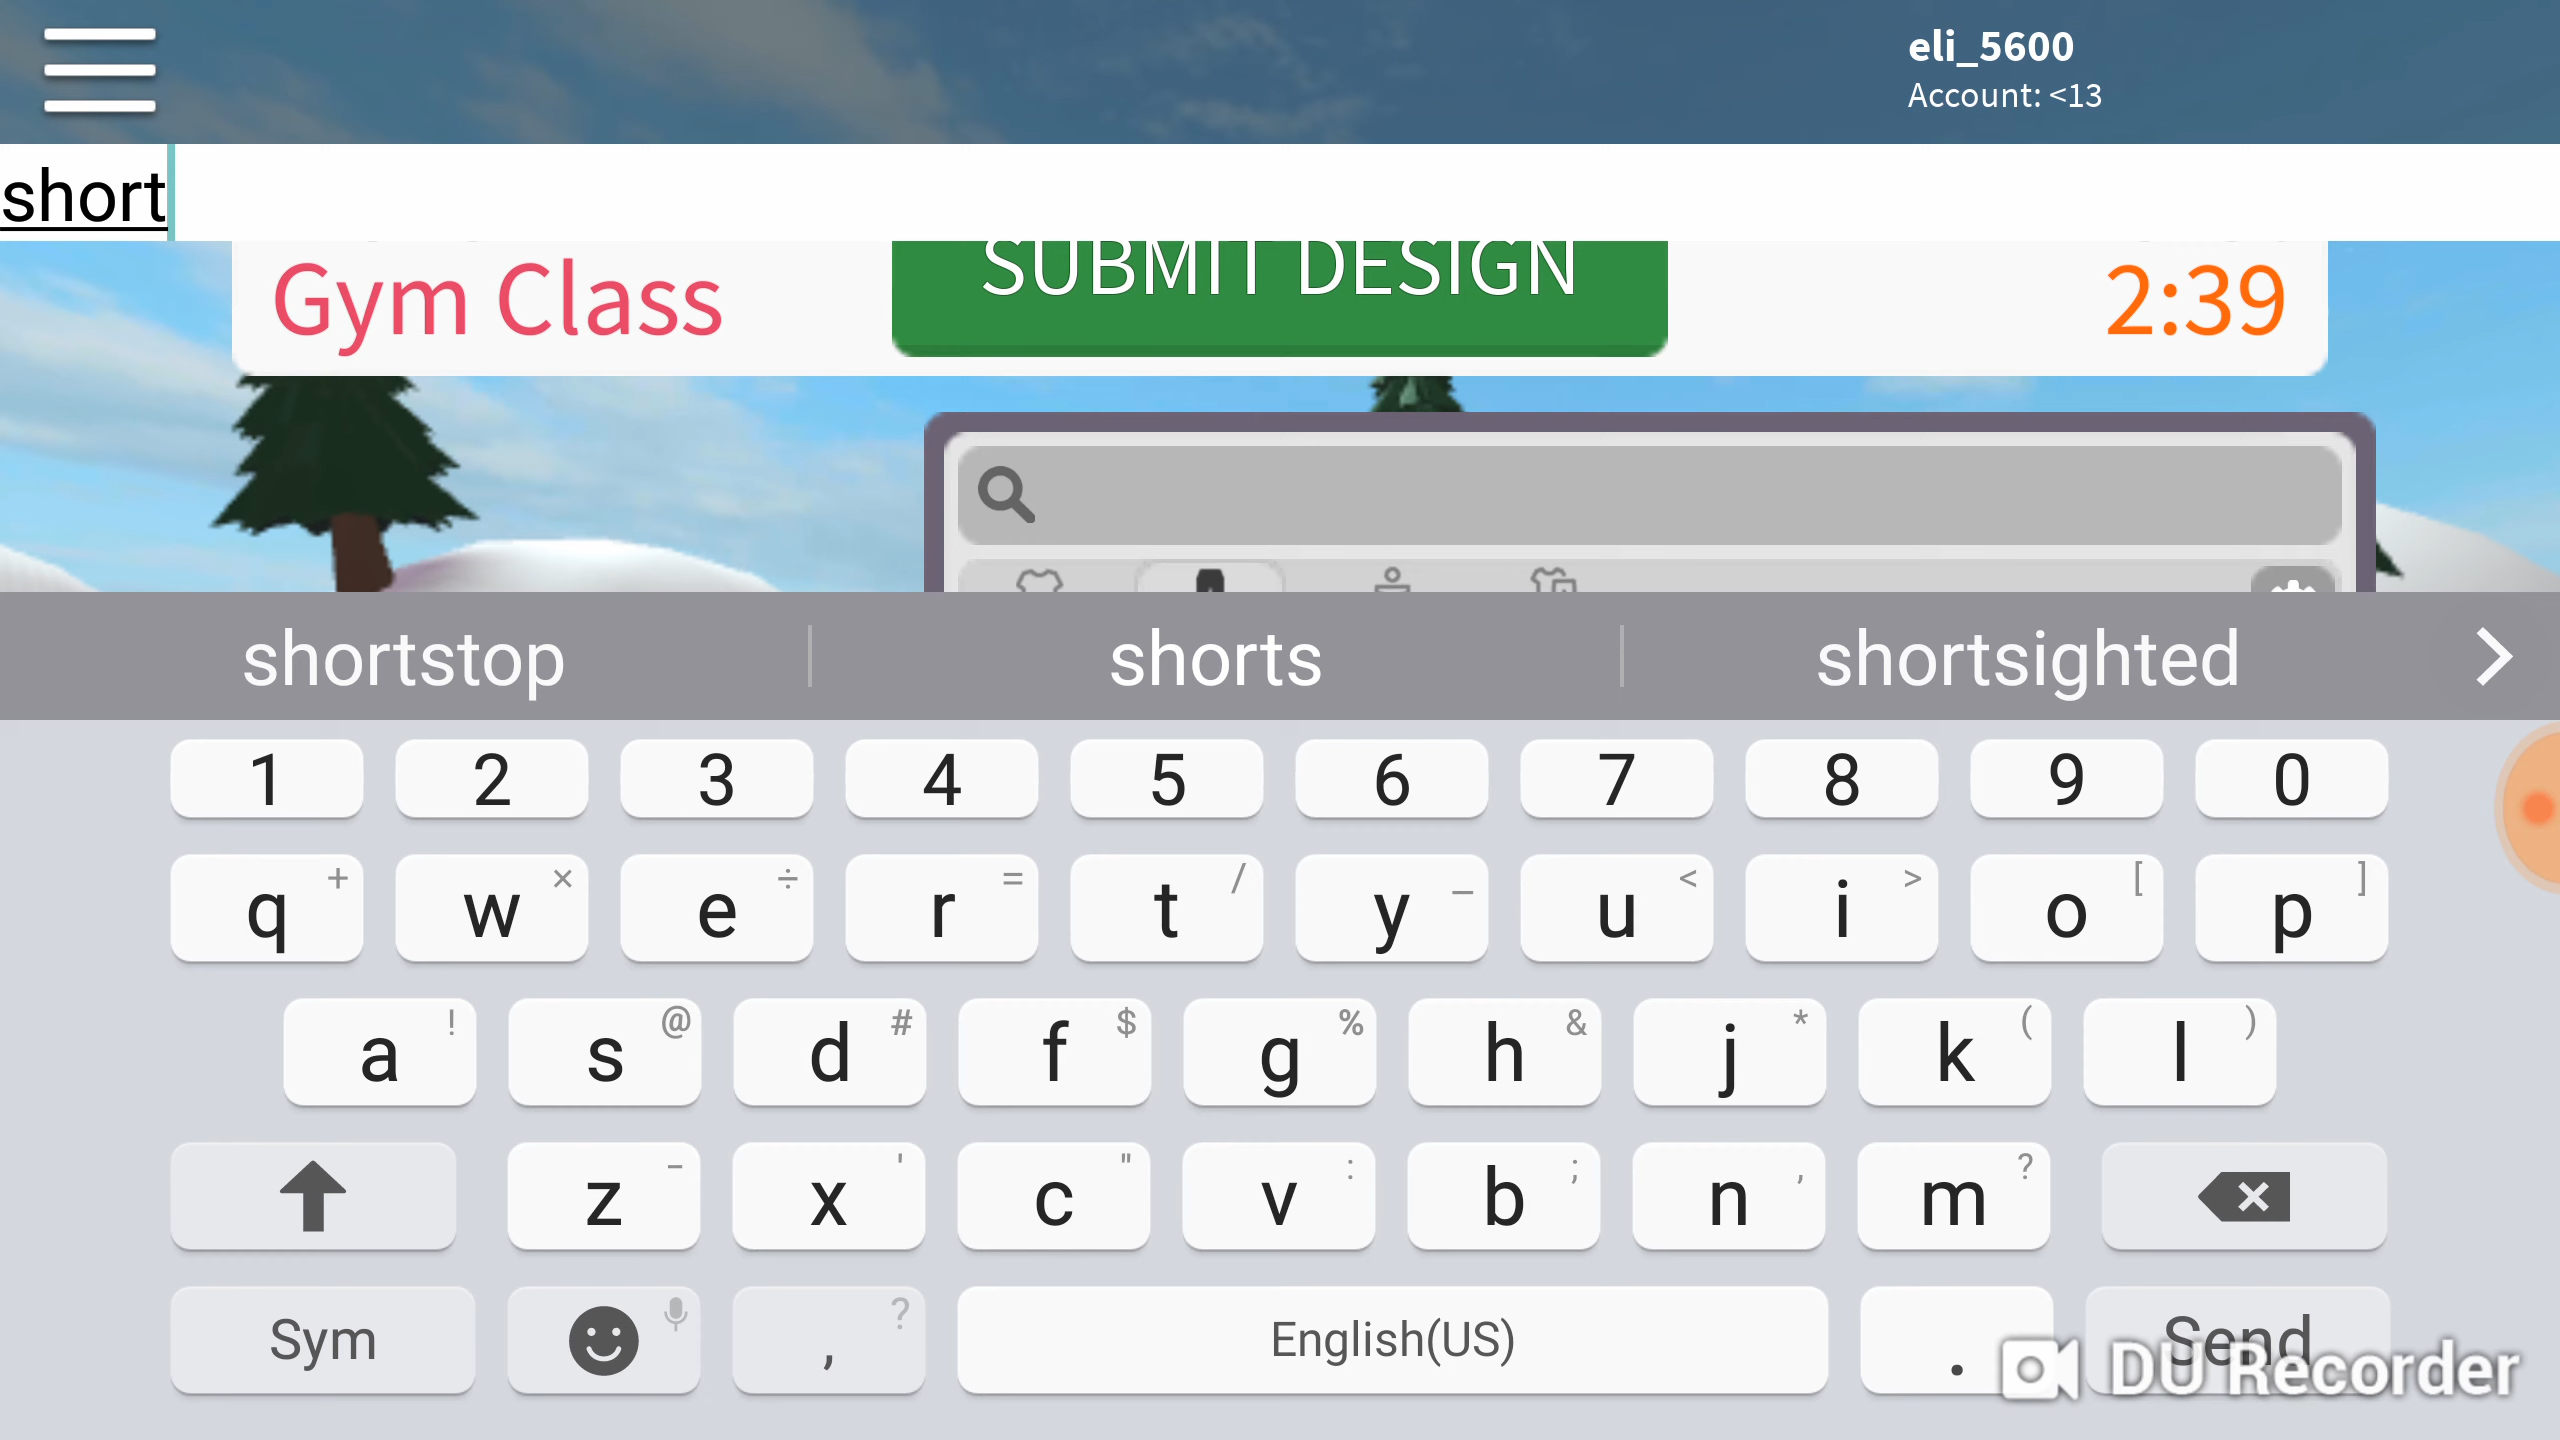 eli_5600
Account: <13
short
SUBMIT DESIGN
Gym Class
2:39
shortstop shorts shortsighted
1 2 3 4 5 6 7 8 9 0
q + w × e ÷ r = t / y _ u < i > o [ p ]
a ! s @ d # f $ g % h & j * k ( l )
z - x ' c " v : b ; n , m ?
Sym , ? English(US) . Send
DU Recorder